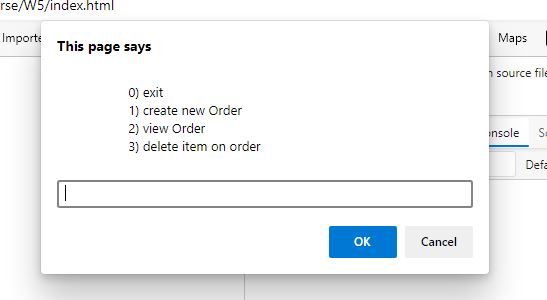 rse/W5/index.html
Importe
Maps
This page says
source file
0) exit
1) create new Order
2) view Order
3) delete item on order
onsole
Defa
OK
Cancel